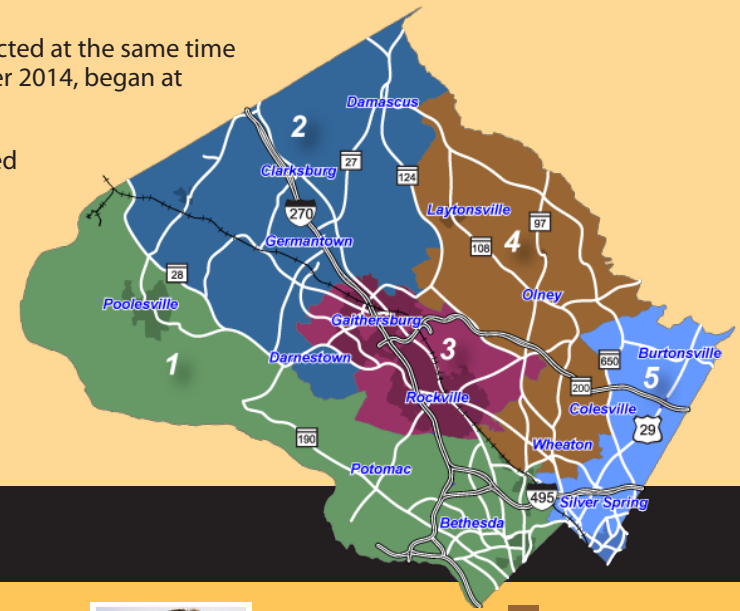 cted at the same time
er 2014, began at
ed
Damascus
2
27
Clarksburg
124
270
Laytonsville
97
4
108
Germantown
28
Olney
Poolesville
Gaithersburg
3
Burtonsville
650
5
1
Darnestown
200
Rockville
Colesville
29
190
Wheaton
Potomac
495
Silver Spring
Bethesda